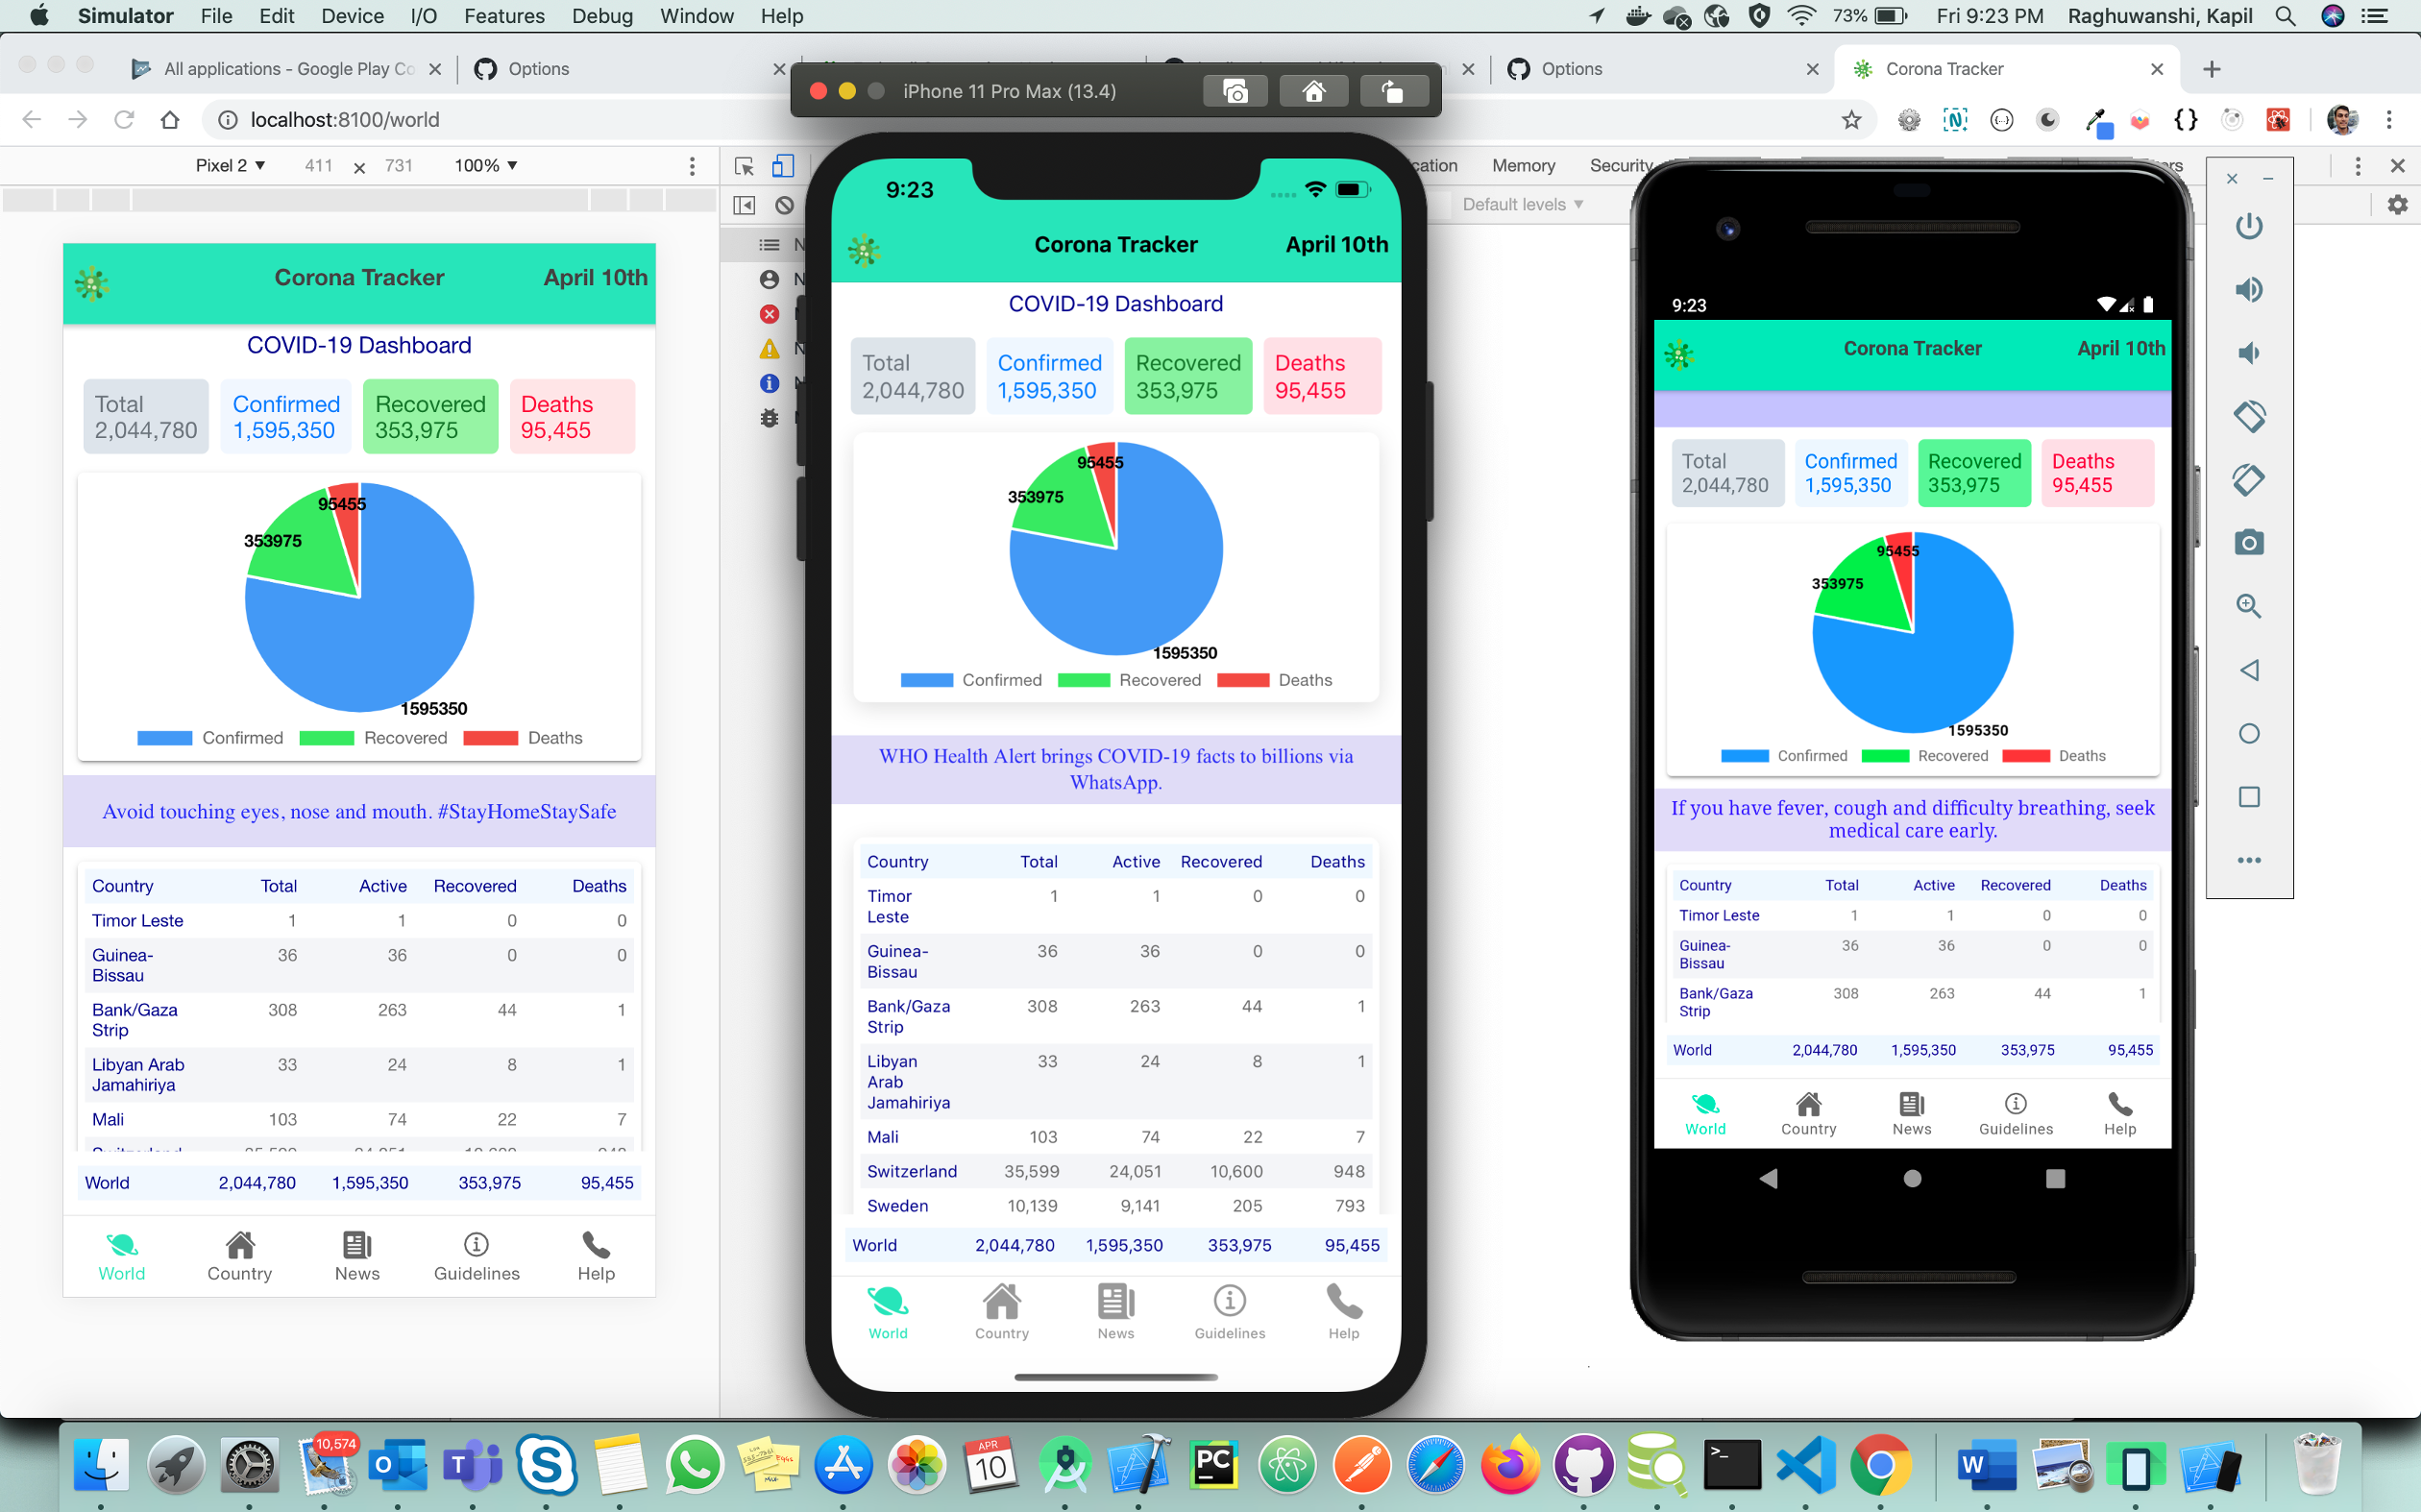 Simulator File Edit Device I/O Features Debug Window Help 73% Fri 9:23 PM Raghuwanshi, Kapil
All applications - Google Play Co
Options
Options
Corona Tracker
iPhone 11 Pro Max (13.4)
localhost:8100/world
Pixel 2 ▼ 411 × 731 100% ▼
Memory
Security
Default levels ▼
Corona Tracker April 10th
COVID-19 Dashboard
Total Confirmed Recovered Deaths
2,044,780 1,595,350 353,975 95,455
95455
353975
1595350
Confirmed Recovered Deaths
Avoid touching eyes, nose and mouth. #StayHomeStaySafe
Country Total Active Recovered Deaths
Timor Leste 1 1 0 0
Guinea- 36 36 0 0
Bissau
Bank/Gaza 308 263 44 1
Strip
Libyan Arab 33 24 8 1
Jamahiriya
Mali 103 74 22 7
World 2,044,780 1,595,350 353,975 95,455
World Country News Guidelines Help
9:23
Corona Tracker April 10th
COVID-19 Dashboard
Total Confirmed Recovered Deaths
2,044,780 1,595,350 353,975 95,455
95455
353975
1595350
Confirmed Recovered Deaths
WHO Health Alert brings COVID-19 facts to billions via
WhatsApp.
Country Total Active Recovered Deaths
Timor 1 1 0 0
Leste
Guinea- 36 36 0 0
Bissau
Bank/Gaza 308 263 44 1
Strip
Libyan 33 24 8 1
Arab
Jamahiriya
Mali 103 74 22 7
Switzerland 35,599 24,051 10,600 948
Sweden 10,139 9,141 205 793
World 2,044,780 1,595,350 353,975 95,455
World Country News Guidelines Help
9:23
Corona Tracker April 10th
Total Confirmed Recovered Deaths
2,044,780 1,595,350 353,975 95,455
95455
353975
1595350
Confirmed Recovered Deaths
If you have fever, cough and difficulty breathing, seek
medical care early.
Country Total Active Recovered Deaths
Timor Leste 1 1 0 0
Guinea- 36 36 0 0
Bissau
Bank/Gaza 308 263 44 1
Strip
World 2,044,780 1,595,350 353,975 95,455
World Country News Guidelines Help
10,574
APR
10
PC